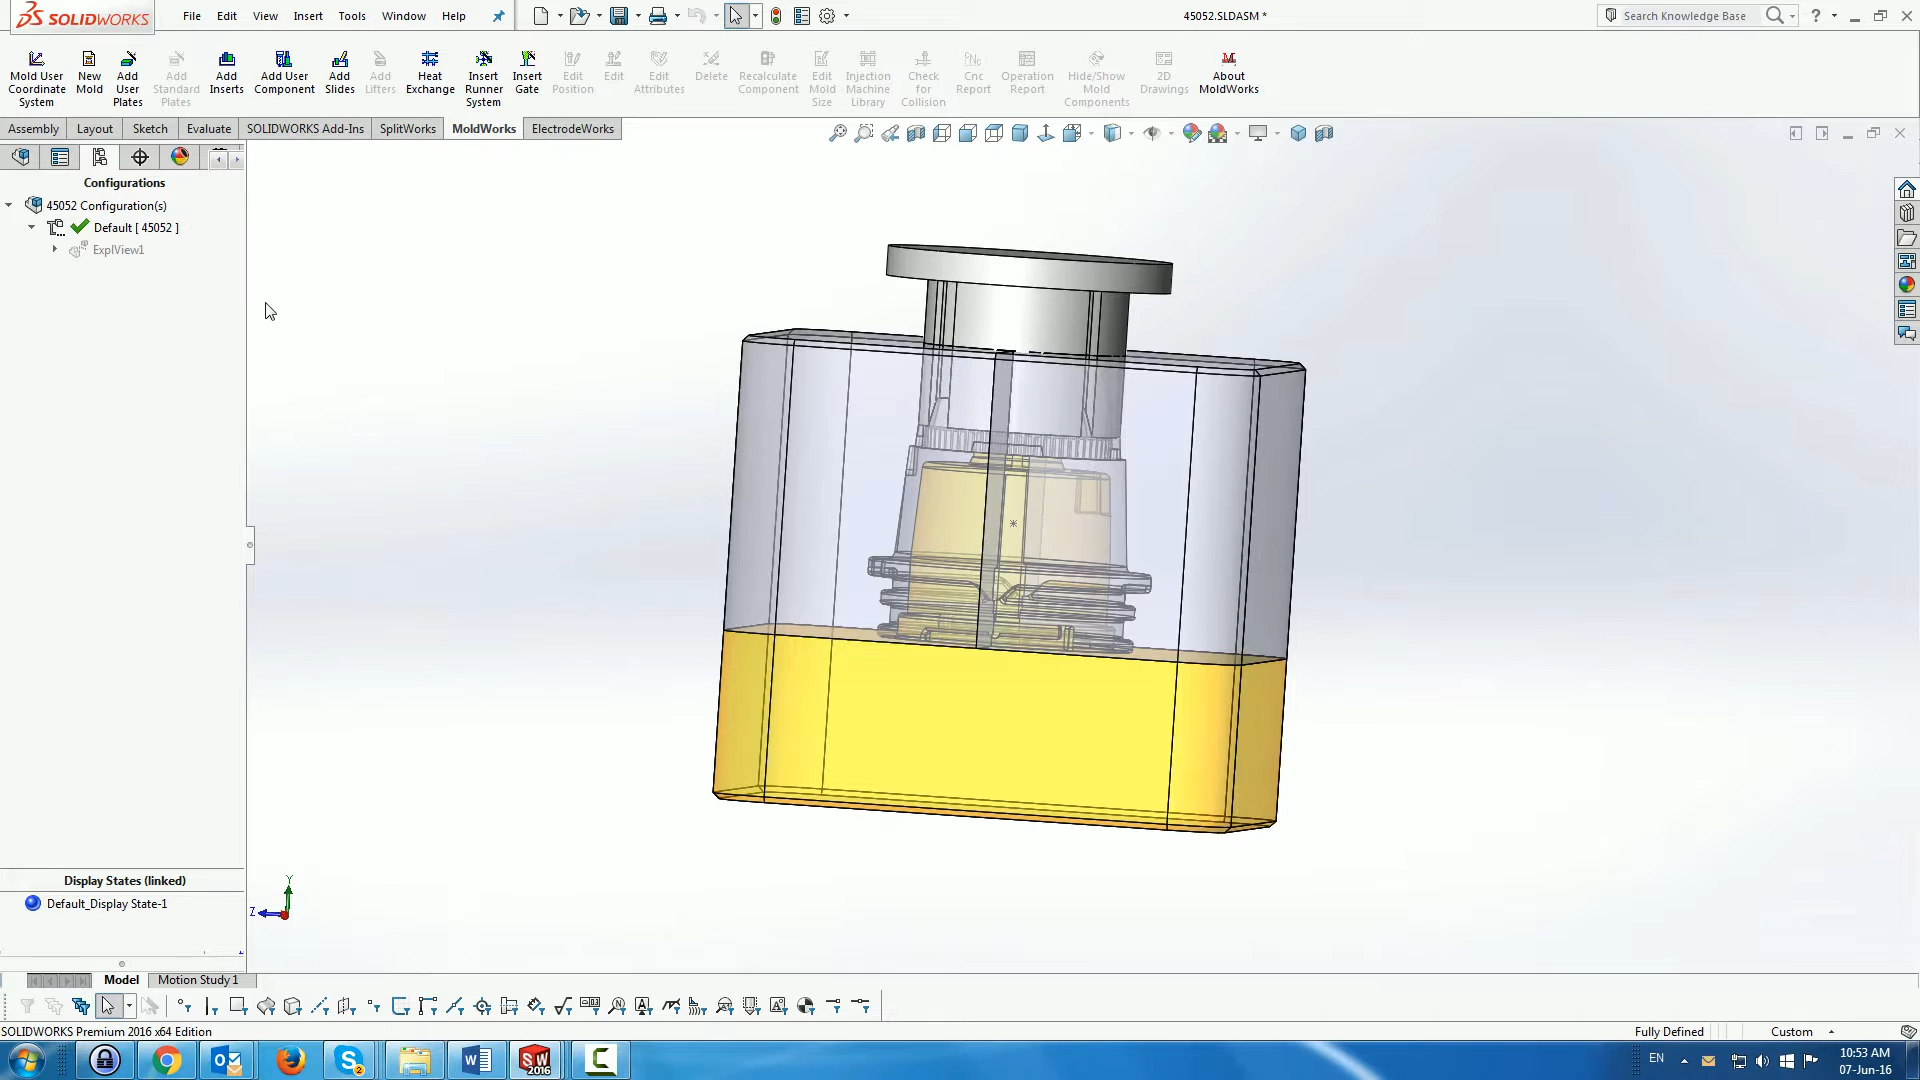 SOLIDWORKS
File Edit View Insert Tools Window Help
45052.SLDASM *
Search Knowledge Base
Mold User Coordinate System
New Mold
Add User Plates
Add Standard Plates
Add Inserts
Add User Component
Add Slides
Add Lifters
Heat Exchange
Insert Runner System
Insert Gate
Edit Position
Edit
Edit Attributes
Delete
Recalculate Component
Edit Mold Size
Injection Machine Library
Check for Collision
Cnc Report
Operation Report
Hide/Show Mold Components
2D Drawings
About MoldWorks
Assembly Layout Sketch Evaluate SOLIDWORKS Add-Ins SplitWorks MoldWorks ElectrodeWorks
Configurations
45052 Configuration(s)
Default [ 45052 ]
ExplView1
Display States (linked)
Default_Display State-1
Y
Z
Model Motion Study 1
SOLIDWORKS Premium 2016 x64 Edition
Fully Defined
Custom
2
W
SW
2016
C
EN
10:53 AM
07-Jun-16